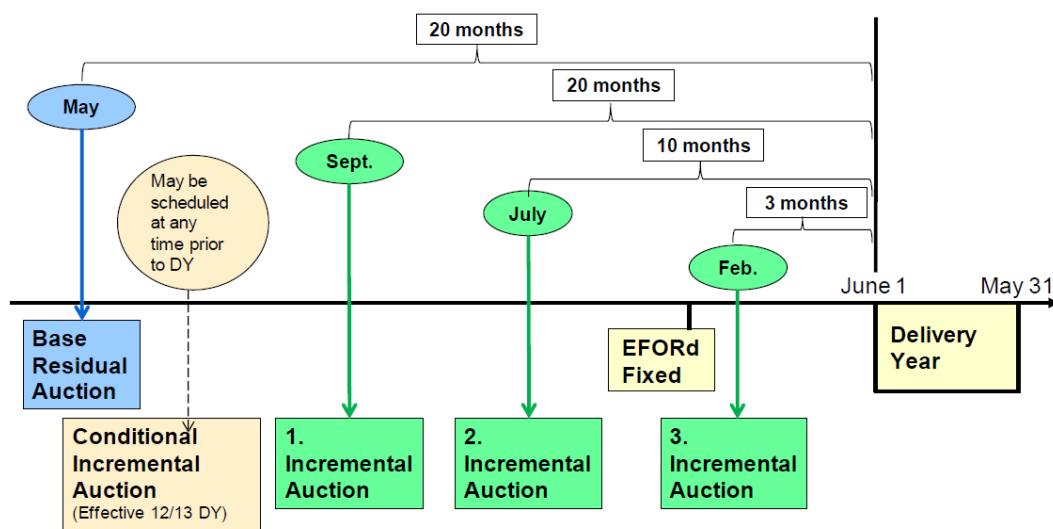 20 months
20 months
May
10 months
Sept.
May be
scheduled
at any
time prior
to DY
3 months
July
Feb.
June 1
May 31
Base
Residual
Auction
EFORd
Fixed
Delivery
Year
Conditional
Incremental
Auction
(Effective 12/13 DY)
1.
Incremental
Auction
2.
Incremental
Auction
3.
Incremental
Auction